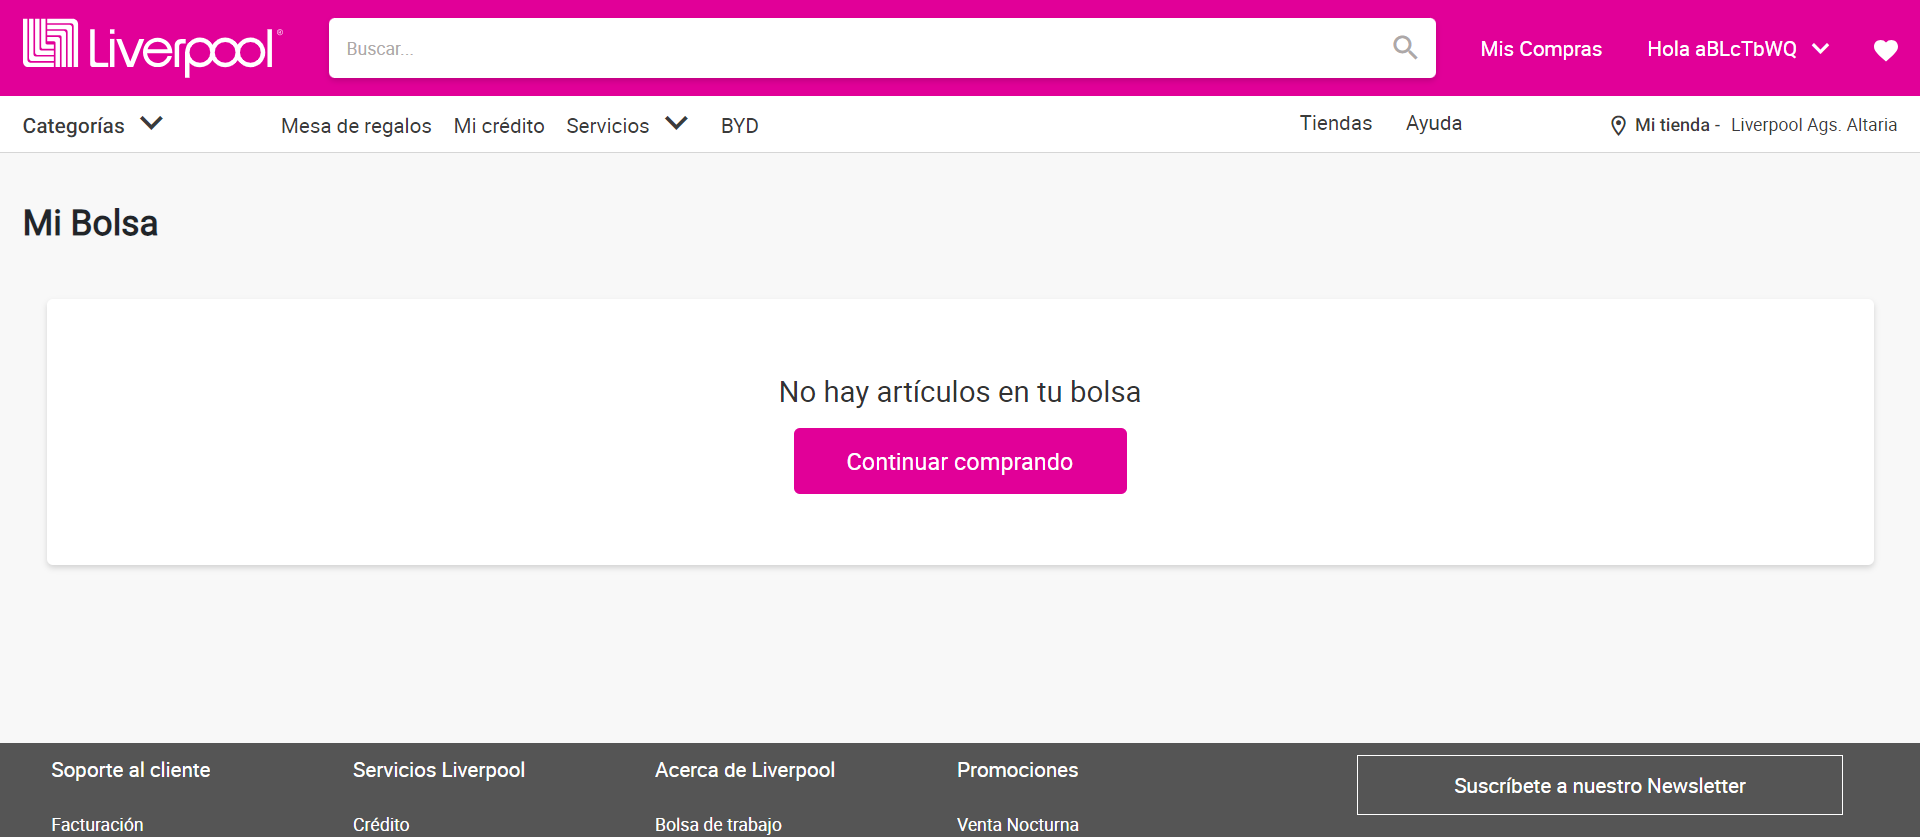 Liverpool®
Buscar...
Mis Compras
Hola aBLcTbWQ
Categorías
Mesa de regalos
Mi crédito
Servicios
BYD
Tiendas
Ayuda
Mi tienda - Liverpool Ags. Altaria
Mi Bolsa
No hay artículos en tu bolsa
Continuar comprando
Soporte al cliente
Servicios Liverpool
Acerca de Liverpool
Promociones
Suscríbete a nuestro Newsletter
Facturación
Crédito
Bolsa de trabajo
Venta Nocturna